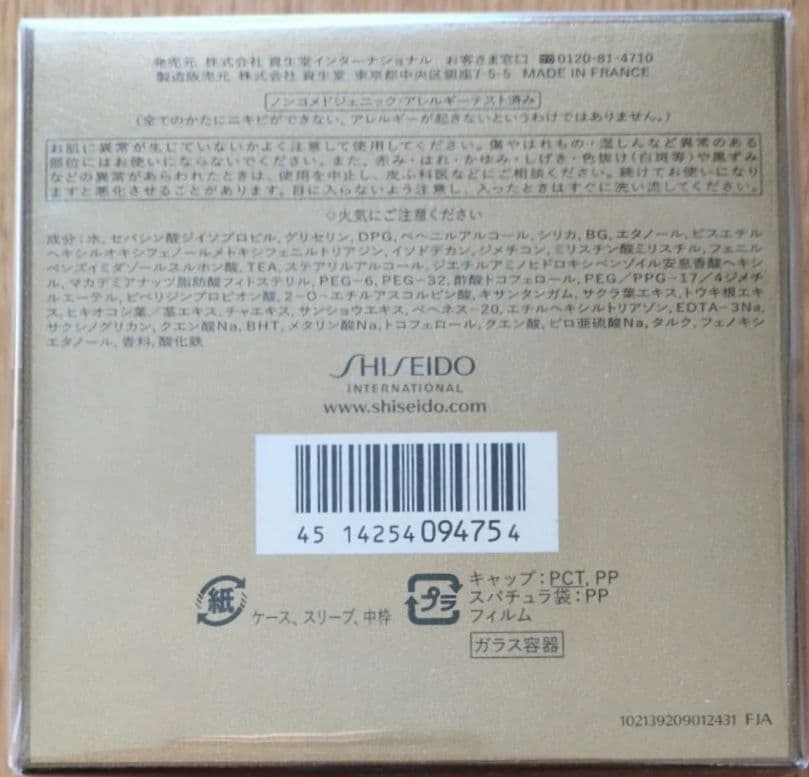 発売元 株式会社 資生堂インターナショナル お客さま窓口 0120-81-4710
製造販売元 株式会社 資生堂 東京都中央区銀座7-5-5 MADE IN FRANCE
ノンコメドジェニック・アレルギーテスト済み
(全てのかたにニキビができない、アレルギーが起きないというわけではありません。)
お肌に異常が生じていないかよく注意して使用してください。傷やはれもの・湿しんなど異常のある
部位にはお使いにならないでください。また、赤み・はれ・かゆみ・しげき・色抜け(白斑等)や黒ずみ
などの異常があらわれたときは、使用を中止し、皮ふ科医などにご相談ください。続けてお使いになり
ますと悪化させることがあります。目に入らないよう注意し、入ったときはすぐに洗い流してください。
◇火気にご注意ください
成分:水, セバシン酸ジイソプロピル, グリセリン, DPG, ベヘニルアルコール, シリカ, BG, エタノール, ビスエチル
ヘキシルオキシフェノールメトキシフェニルトリアジン, イソドデカン, ジメチコン, ミリスチン酸ミリスチル, フェニル
ベンズイミダゾールスルホン酸, TEA, ステアリルアルコール, ジエチルアミノヒドロキシベンゾイル安息香酸ヘキシ
ル, マカデミアナッツ脂肪酸フィトステリル, PEG-6, PEG-32, 酢酸トコフェロール, PEG/PPG-17/4ジメチ
ルエーテル, ピペリジンプロピオン酸, 2-O-エチルアスコルビン酸, キサンタンガム, サクラ葉エキス, トウキ根エキ
ス, ヒキオコシ葉/茎エキス, チャエキス, サンショウエキス, ベヘネス-20, エチルヘキシルトリアゾン, EDTA-3Na,
サクシノグリカン, クエン酸Na, BHT, メタリン酸Na, トコフェロール, クエン酸, ピロ亜硫酸Na, タルク, フェノキシ
エタノール, 香料, 酸化鉄
SHISEIDO
INTERNATIONAL
www.shiseido.com
45 14254 094754
紙 ケース、スリーブ、中枠
プラ キャップ:PCT, PP
スパチュラ袋:PP
フィルム
ガラス容器
102139209012431 FJA